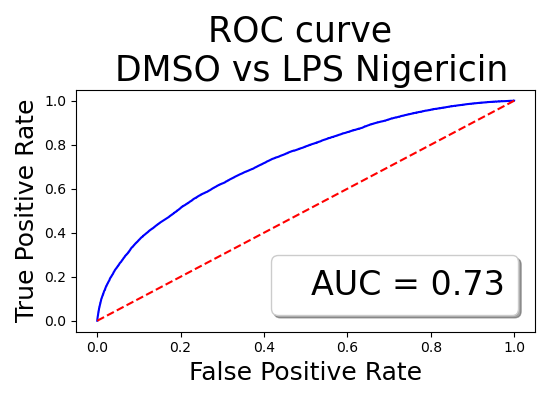 ROC curve
DMSO vs LPS Nigericin
True Positive Rate
1.0
0.8
0.6
0.4
0.2
0.0
AUC = 0.73
0.0 0.2 0.4 0.6 0.8 1.0
False Positive Rate